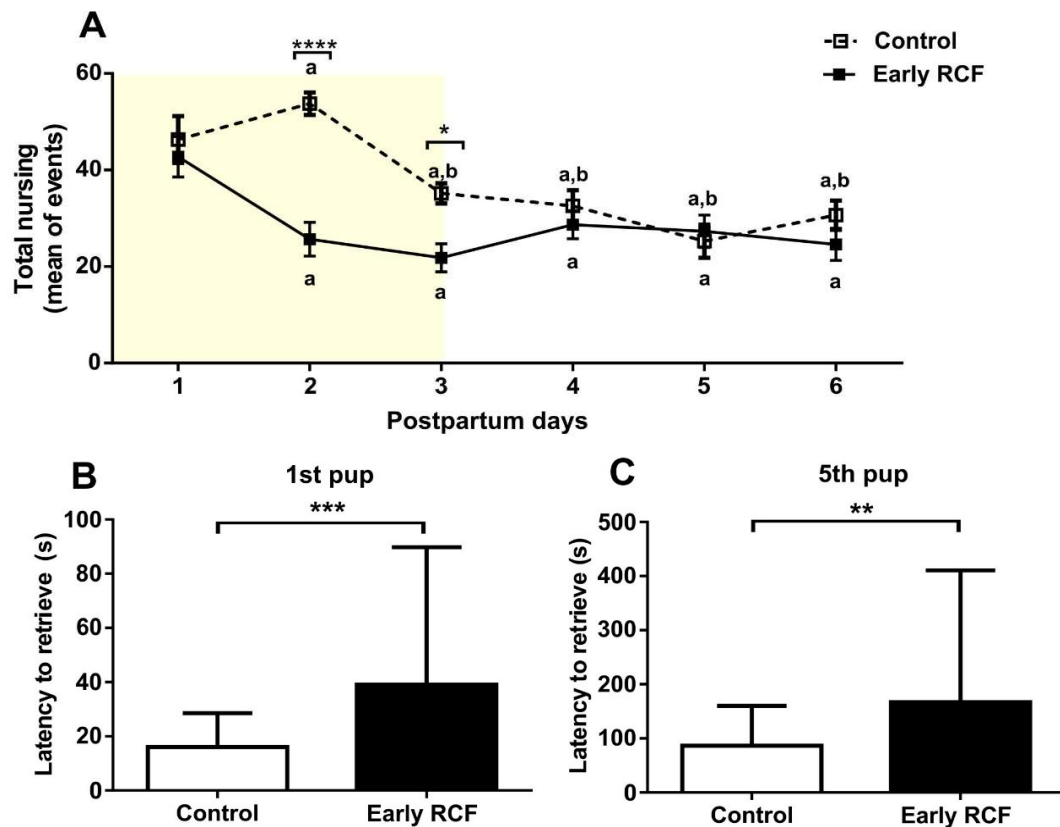 A
Control
Early RCF
****
a
*
a,b
a,b
a,b
a,b
a
a
a
a
a
60
40
20
0
Total nursing
(mean of events)
1 2 3 4 5 6
Postpartum days
B
1st pup
***
100
80
60
40
20
0
Latency to retrieve (s)
Control Early RCF
C
5th pup
**
500
400
300
200
100
0
Latency to retrieve (s)
Control Early RCF